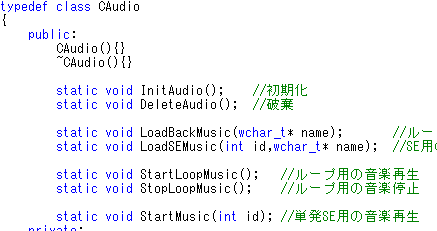 typedef class CAudio
{
public:
CAudio(){}
~CAudio(){}
static void InitAudio(); //初期化
static void DeleteAudio(); //破棄
static void LoadBackMusic(wchar_t* name); //ルー
static void LoadSEMusic(int id,wchar_t* name); //SE用の
static void StartLoopMusic(); //ループ用の音楽再生
static void StopLoopMusic(); //ループ用の音楽停止
static void StartMusic(int id); //単発SE用の音楽再生
private: